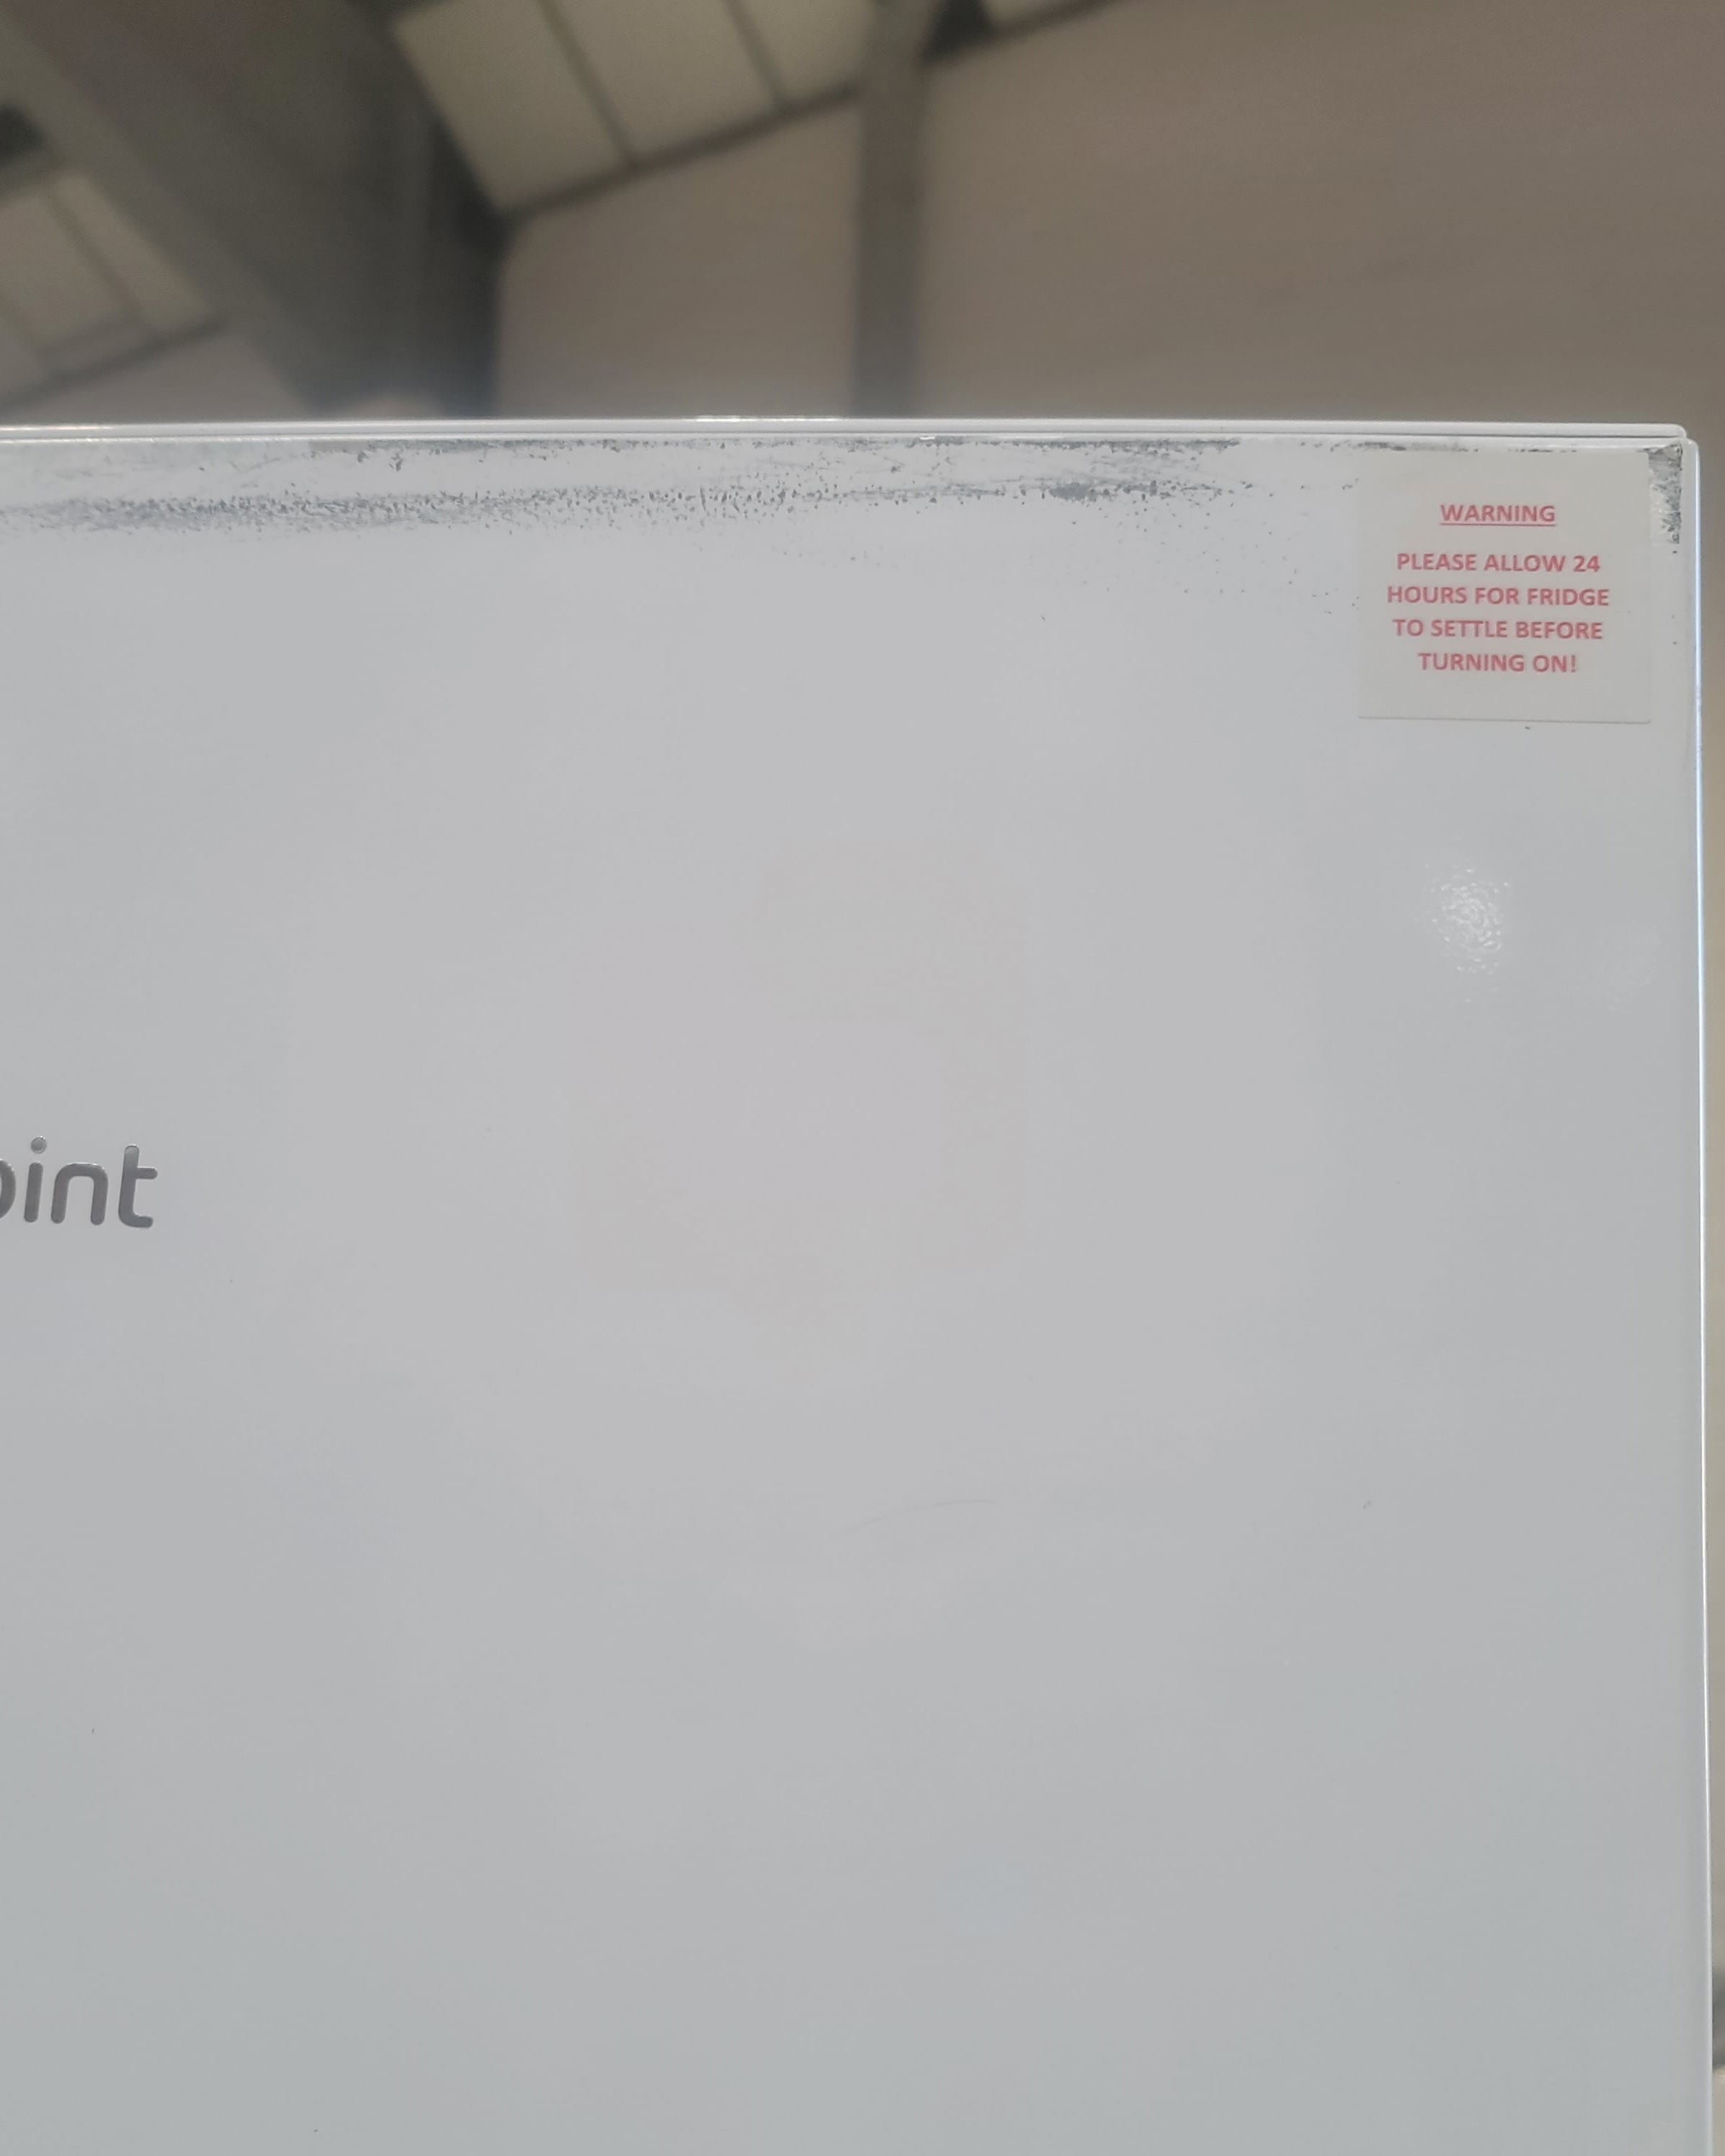 WARNING
PLEASE ALLOW 24
HOURS FOR FRIDGE
TO SETTLE BEFORE
TURNING ON!
oint